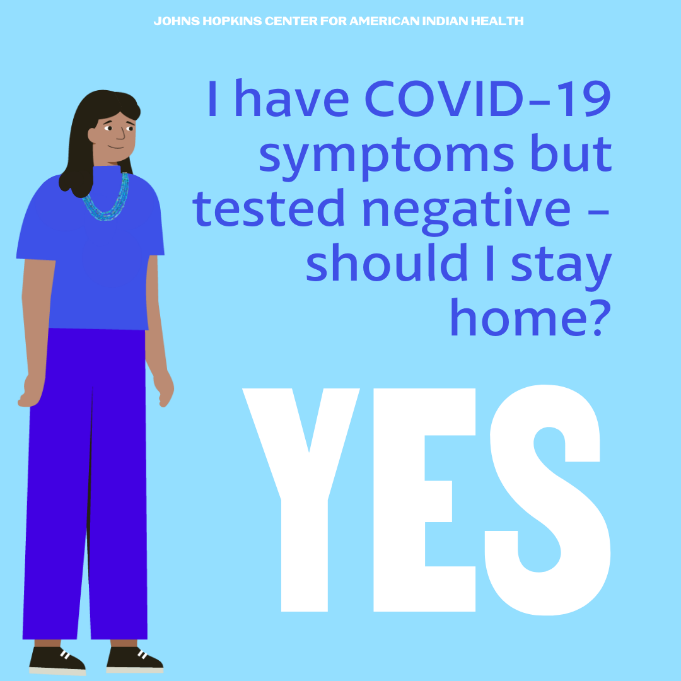 JOHNS HOPKINS CENTER FOR AMERICAN INDIAN HEALTH
I have COVID-19
symptoms but
tested negative -
should I stay
home?
YES